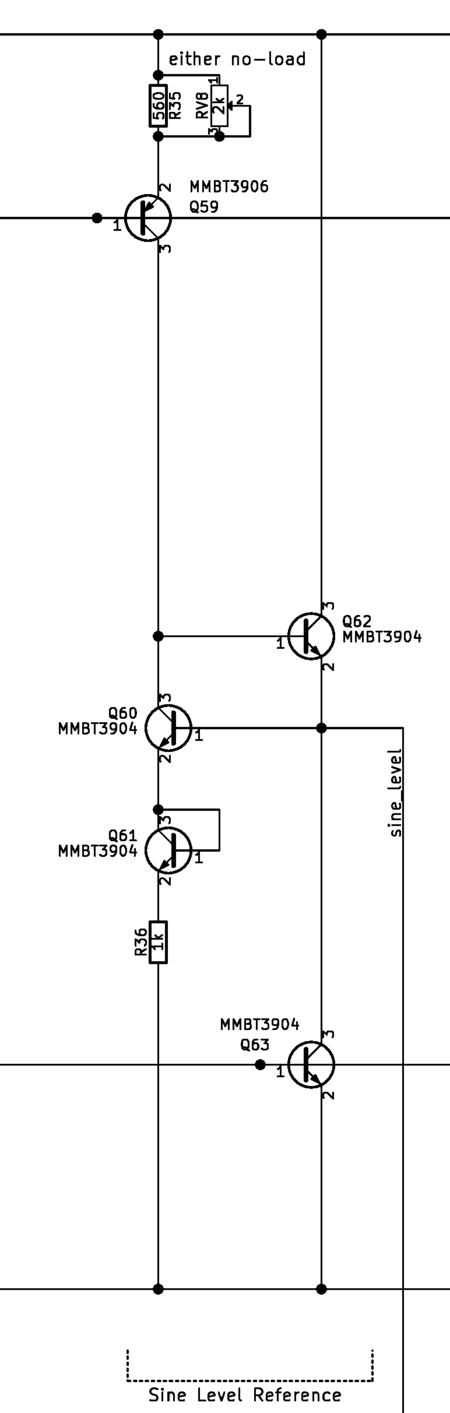 either no-load
1
560
R35
RV8
2k
2
3
2
MMBT3906
Q59
1
3
3
Q62
MMBT3904
1
2
3
Q60
MMBT3904
1
2
sine_level
3
Q61
MMBT3904
1
2
R36
1k
MMBT3904
Q63
3
1
2
Sine Level Reference